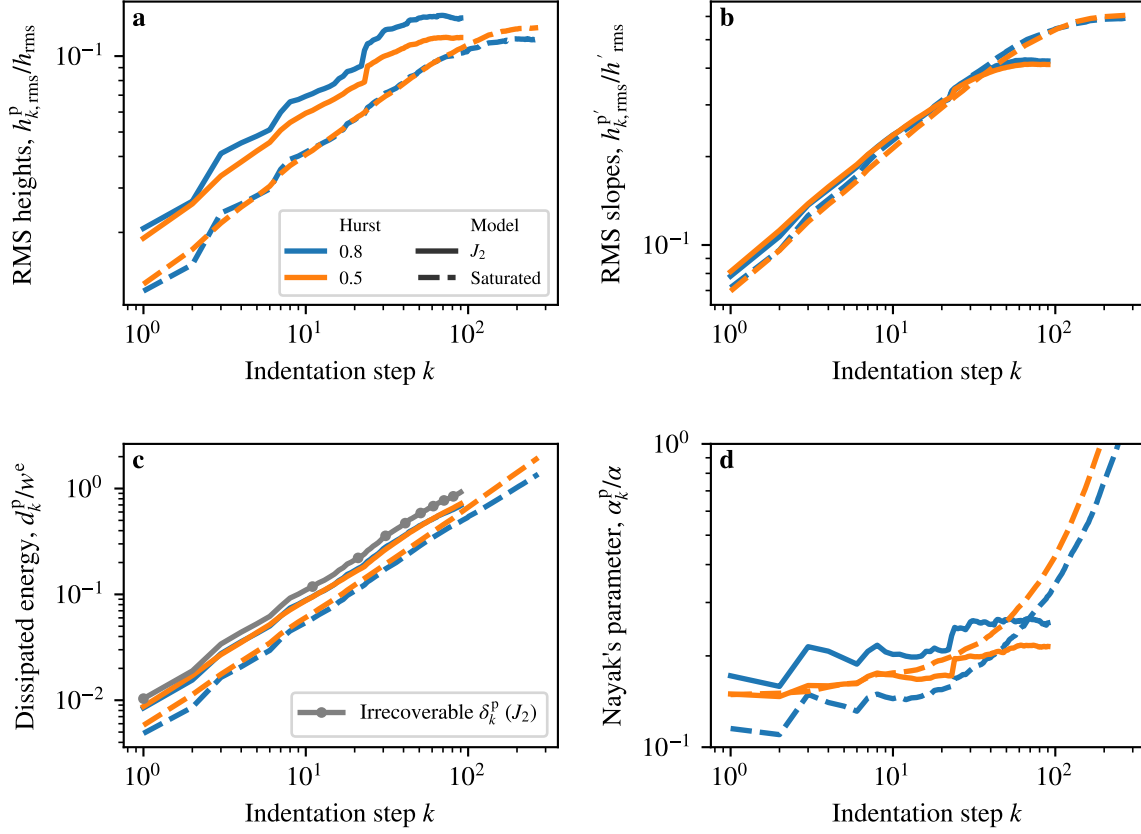 a
RMS heights, h^p_{k,rms}/h_rms
10^{-1}
Hurst Model
0.8 J_2
0.5 Saturated
10^0 10^1 10^2
Indentation step k
b
RMS slopes, h^{p′}_{k,rms}/h^′_rms
10^{-1}
10^0 10^1 10^2
Indentation step k
c
Dissipated energy, d^p_k/w^e
10^0
10^{-1}
10^{-2}
Irrecoverable δ^p_k (J_2)
10^0 10^1 10^2
Indentation step k
d
Nayak's parameter, α^p_k/α
10^0
10^{-1}
10^0 10^1 10^2
Indentation step k